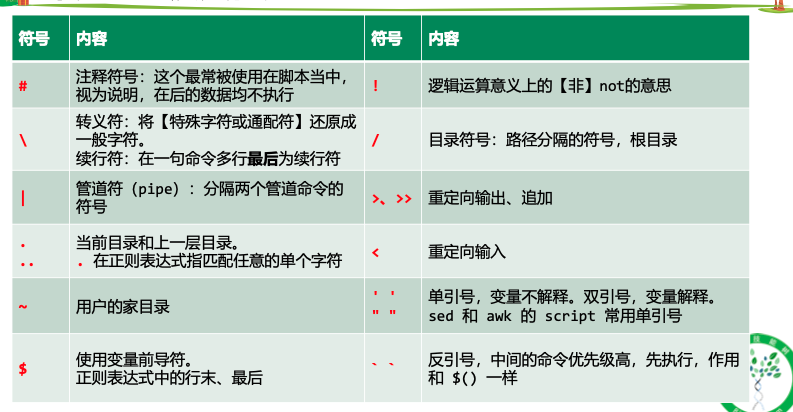 符号 内容 符号 内容
# 注释符号：这个最常被使用在脚本当中，
视为说明，在后的数据均不执行
! 逻辑运算意义上的【非】not的意思
\ 转义符：将【特殊字符或通配符】还原成
一般字符。
续行符：在一句命令多行最后为续行符
/ 目录符号：路径分隔的符号，根目录
| 管道符（pipe）：分隔两个管道命令的
符号
>、>> 重定向输出、追加
. 当前目录和上一层目录。
.. . 在正则表达式指匹配任意的单个字符
< 重定向输入
~ 用户的家目录
' ' 单引号，变量不解释。双引号，变量解释。
" " sed 和 awk 的 script 常用单引号
$ 使用变量前导符。
正则表达式中的行末、最后
` ` 反引号，中间的命令优先级高，先执行，作用
和 $() 一样